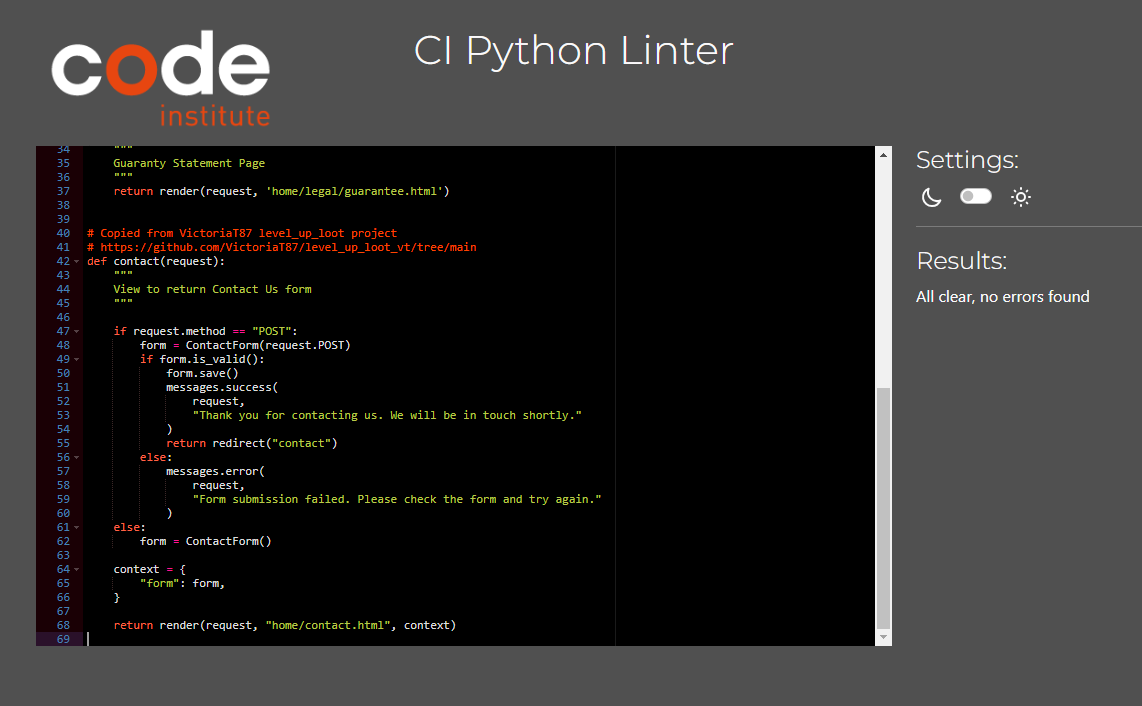 code
institute
CI Python Linter
34 """
35 Guaranty Statement Page
36 """
37 return render(request, 'home/legal/guarantee.html')
38
39
40 # Copied from VictoriaT87 level_up_loot project
41 # https://github.com/VictoriaT87/level_up_loot_vt/tree/main
42 def contact(request):
43 """
44 View to return Contact Us form
45 """
46
47 if request.method == "POST":
48 form = ContactForm(request.POST)
49 if form.is_valid():
50 form.save()
51 messages.success(
52 request,
53 "Thank you for contacting us. We will be in touch shortly."
54 )
55 return redirect("contact")
56 else:
57 messages.error(
58 request,
59 "Form submission failed. Please check the form and try again."
60 )
61 else:
62 form = ContactForm()
63
64 context = {
65 "form": form,
66 }
67
68 return render(request, "home/contact.html", context)
69
Settings:
Results:
All clear, no errors found